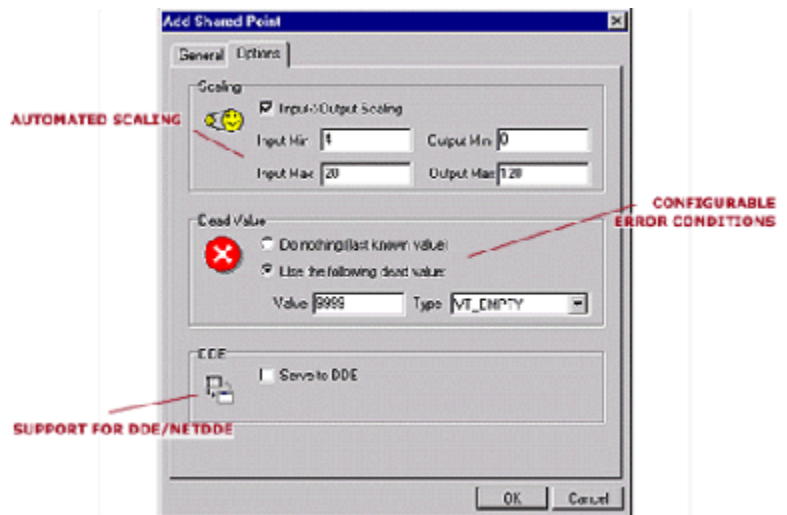 Add Shared Point
General Options
Scaling
Input->Output Scaling
AUTOMATED SCALING
Input Min 4 Output Min 0
Input Max 20 Output Max 120
CONFIGURABLE
ERROR CONDITIONS
Dead Value
Do nothing(last known value)
Use the following dead value:
Value 9999 Type VT_EMPTY
DDE
Serve to DDE
SUPPORT FOR DDE/NETDDE
OK Cancel